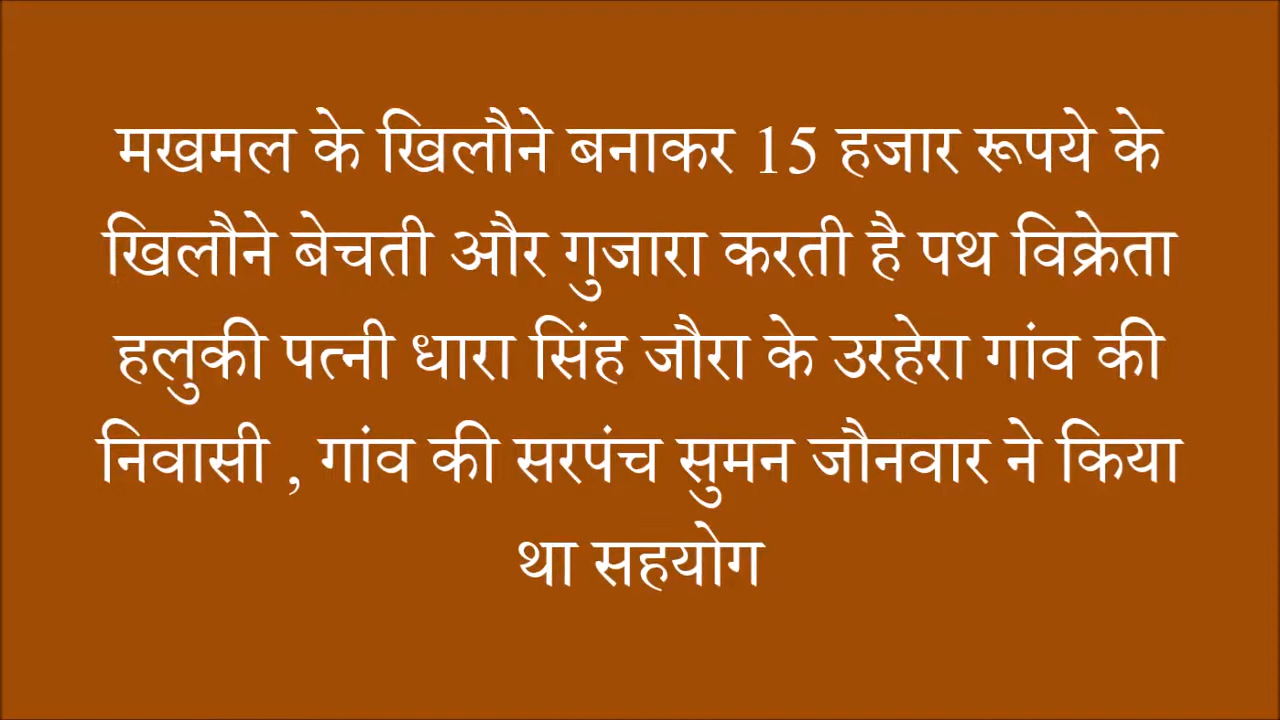 मखमल के खिलौने बनाकर 15 हजार रूपये के
खिलौने बेचती और गुजारा करती है पथ विक्रेता
हलुकी पत्नी धारा सिंह जौरा के उरहेरा गांव की
निवासी , गांव की सरपंच सुमन जौनवार ने किया
था सहयोग